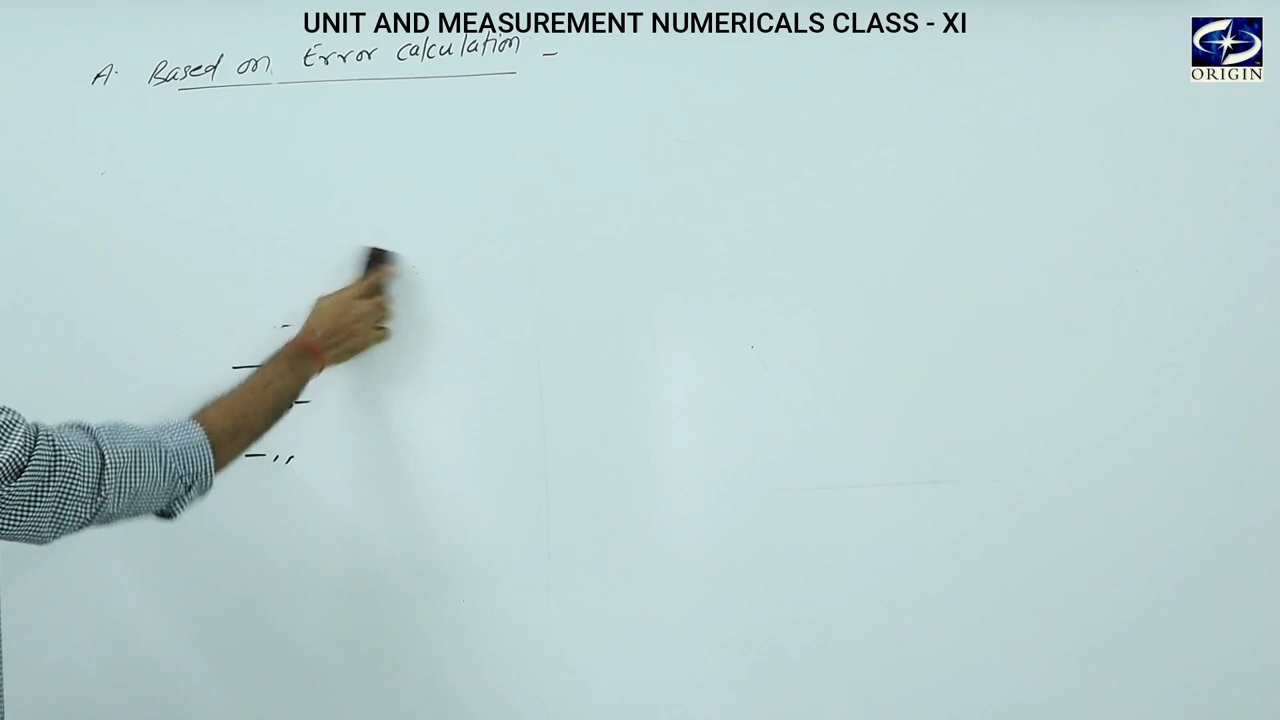 UNIT AND MEASUREMENT NUMERICALS CLASS - XI
ORIGIN
A. Based on Error calculation -